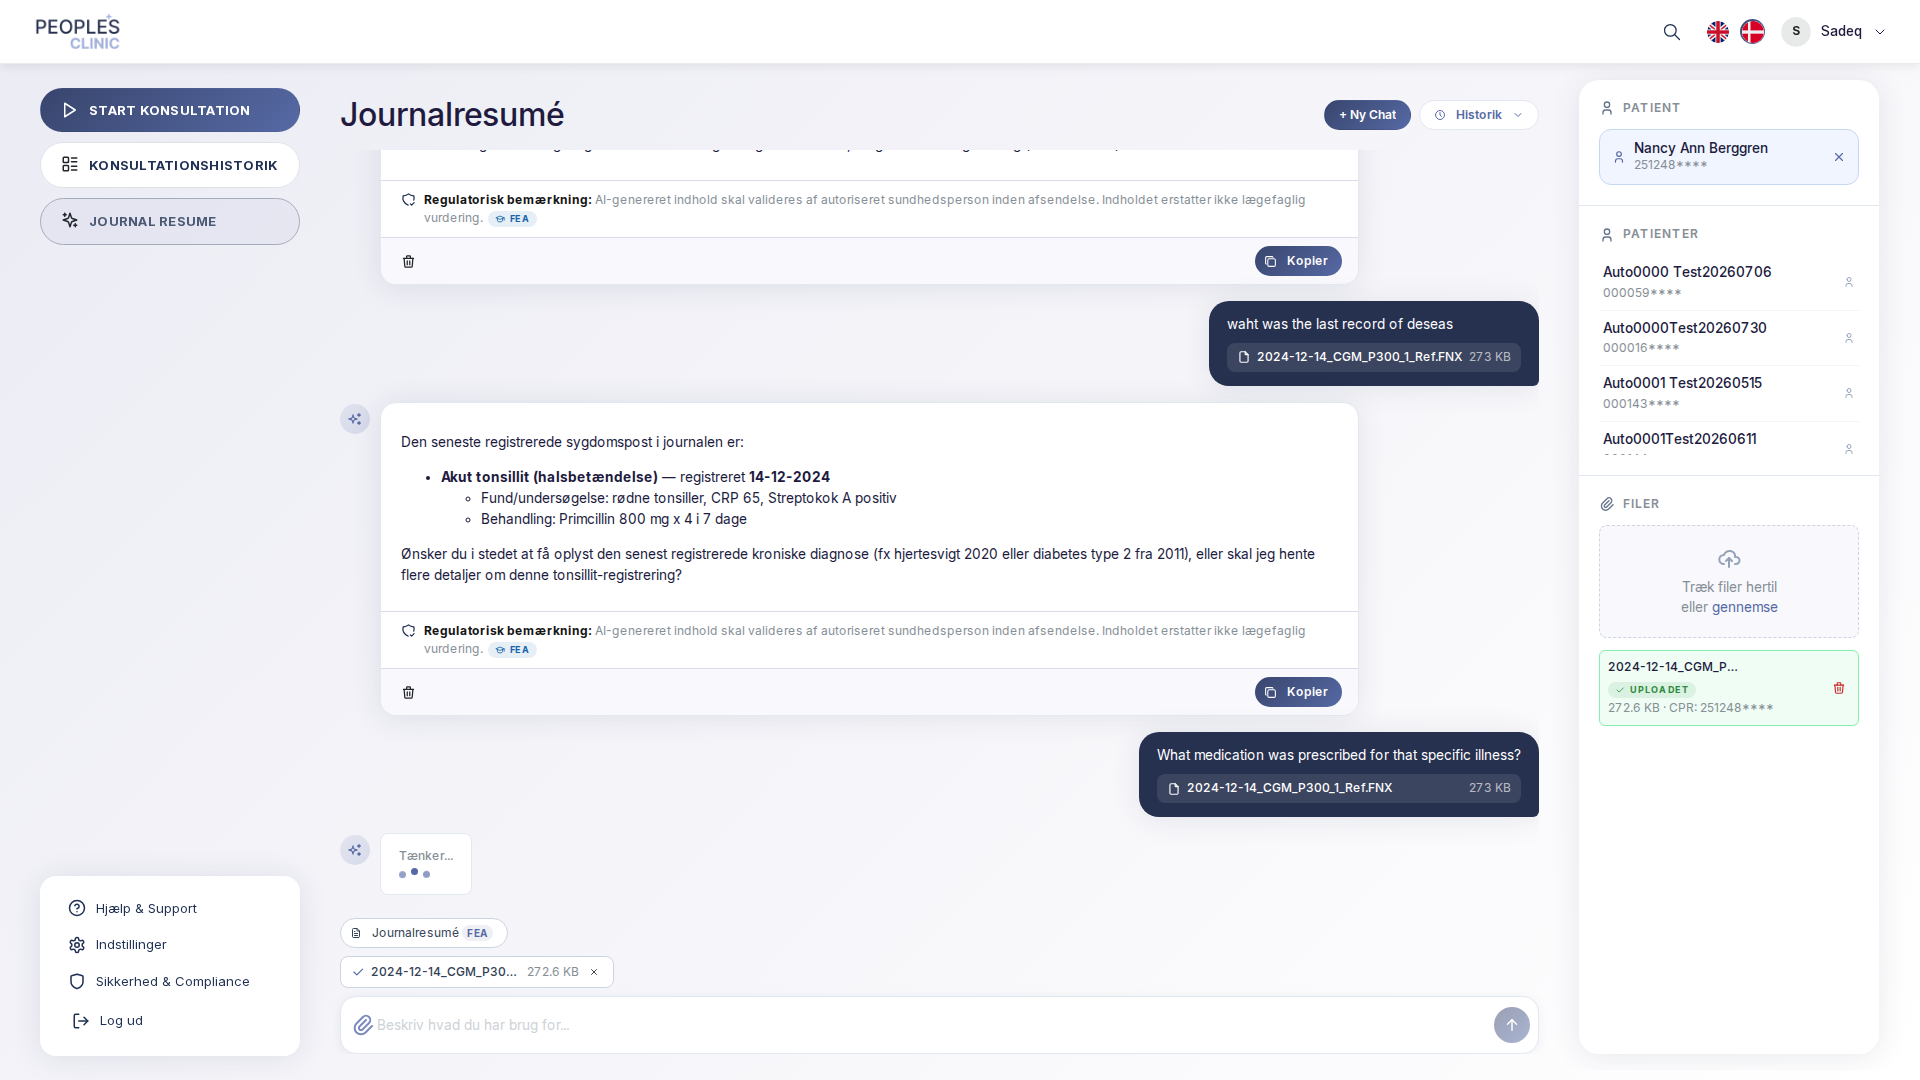 PEOPLES
CLINIC
S
Sadeq
START KONSULTATION
KONSULTATIONSHISTORIK
JOURNAL RESUME
Hjælp & Support
Indstillinger
Sikkerhed & Compliance
Log ud
Journalresumé
+ Ny Chat
Historik
Regulatorisk bemærkning: AI-genereret indhold skal valideres af autoriseret sundhedsperson inden afsendelse. Indholdet erstatter ikke lægefaglig
vurdering. FEA
Kopier
waht was the last record of deseas
2024-12-14_CGM_P300_1_Ref.FNX 273 KB
Den seneste registrerede sygdomspost i journalen er:
• Akut tonsillit (halsbetændelse) — registreret 14-12-2024
◦ Fund/undersøgelse: rødne tonsiller, CRP 65, Streptokok A positiv
◦ Behandling: Primcillin 800 mg x 4 i 7 dage
Ønsker du i stedet at få oplyst den senest registrerede kroniske diagnose (fx hjertesvigt 2020 eller diabetes type 2 fra 2011), eller skal jeg hente
flere detaljer om denne tonsillit-registrering?
Regulatorisk bemærkning: AI-genereret indhold skal valideres af autoriseret sundhedsperson inden afsendelse. Indholdet erstatter ikke lægefaglig
vurdering. FEA
Kopier
What medication was prescribed for that specific illness?
2024-12-14_CGM_P300_1_Ref.FNX 273 KB
Tænker...
Journalresumé FEA
2024-12-14_CGM_P30... 272.6 KB
Beskriv hvad du har brug for...
PATIENT
Nancy Ann Berggren
251248****
PATIENTER
Auto0000 Test20260706
000059****
Auto0000Test20260730
000016****
Auto0001 Test20260515
000143****
Auto0001Test20260611
FILER
Træk filer hertil
eller gennemse
2024-12-14_CGM_P...
UPLOADET
272.6 KB · CPR: 251248****